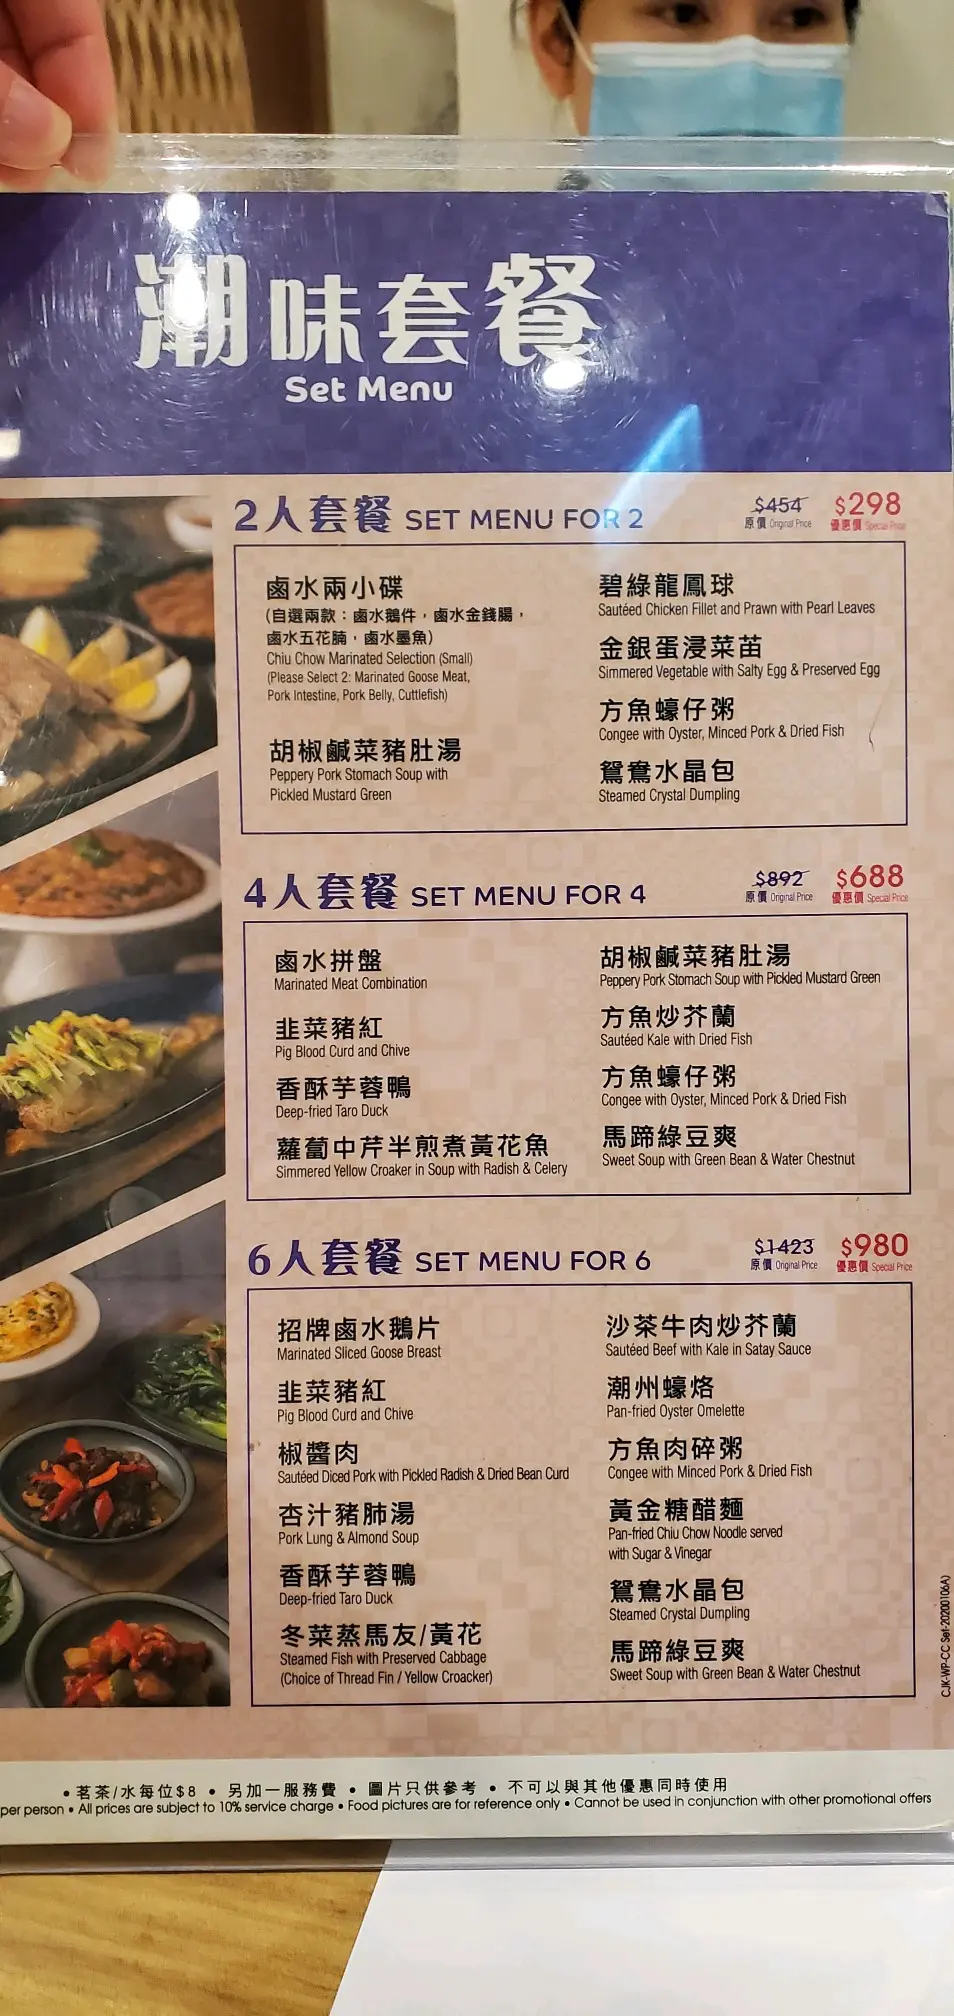 潮味套餐
Set Menu
2人套餐 SET MENU FOR 2
$454 $298
原價 Original Price 優惠價 Special Price
鹵水兩小碟
(自選兩款：鹵水鵝件，鹵水金錢腸，
鹵水五花腩，鹵水墨魚)
Chiu Chow Marinated Selection (Small)
(Please Select 2: Marinated Goose Meat,
Pork Intestine, Pork Belly, Cuttlefish)
胡椒鹹菜豬肚湯
Peppery Pork Stomach Soup with
Pickled Mustard Green
碧綠龍鳳球
Sautéed Chicken Fillet and Prawn with Pearl Leaves
金銀蛋浸菜苗
Simmered Vegetable with Salty Egg & Preserved Egg
方魚蠔仔粥
Congee with Oyster, Minced Pork & Dried Fish
鴛鴦水晶包
Steamed Crystal Dumpling
4人套餐 SET MENU FOR 4
$892 $688
原價 Original Price 優惠價 Special Price
鹵水拼盤
Marinated Meat Combination
韭菜豬紅
Pig Blood Curd and Chive
香酥芋蓉鴨
Deep-fried Taro Duck
蘿蔔中芹半煎煮黃花魚
Simmered Yellow Croaker in Soup with Radish & Celery
胡椒鹹菜豬肚湯
Peppery Pork Stomach Soup with Pickled Mustard Green
方魚炒芥蘭
Sautéed Kale with Dried Fish
方魚蠔仔粥
Congee with Oyster, Minced Pork & Dried Fish
馬蹄綠豆爽
Sweet Soup with Green Bean & Water Chestnut
6人套餐 SET MENU FOR 6
$1423 $980
原價 Original Price 優惠價 Special Price
招牌鹵水鵝片
Marinated Sliced Goose Breast
韭菜豬紅
Pig Blood Curd and Chive
椒醬肉
Sautéed Diced Pork with Pickled Radish & Dried Bean Curd
杏汁豬肺湯
Pork Lung & Almond Soup
香酥芋蓉鴨
Deep-fried Taro Duck
冬菜蒸馬友/黃花
Steamed Fish with Preserved Cabbage
(Choice of Thread Fin / Yellow Croacker)
沙茶牛肉炒芥蘭
Sautéed Beef with Kale in Satay Sauce
潮州蠔烙
Pan-fried Oyster Omelette
方魚肉碎粥
Congee with Minced Pork & Dried Fish
黃金糖醋麵
Pan-fried Chiu Chow Noodle served
with Sugar & Vinegar
鴛鴦水晶包
Steamed Crystal Dumpling
馬蹄綠豆爽
Sweet Soup with Green Bean & Water Chestnut
CJK-WP-CC Set-20200106A)
• 茗茶/水每位$8 • 另加一服務費 • 圖片只供參考 • 不可以與其他優惠同時使用
per person • All prices are subject to 10% service charge • Food pictures are for reference only • Cannot be used in conjunction with other promotional offers